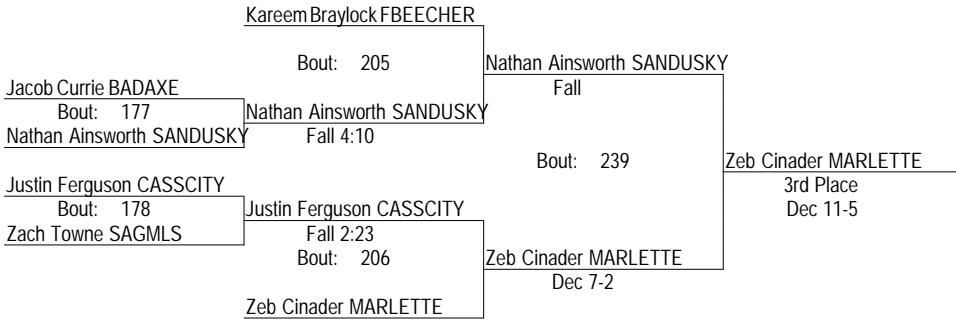 Kareem Braylock FBEECHER
Bout: 205
Nathan Ainsworth SANDUSKY
Fall
Jacob Currie BADAXE
Bout: 177
Nathan Ainsworth SANDUSKY
Nathan Ainsworth SANDUSKY
Fall 4:10
Bout: 239
Zeb Cinader MARLETTE
3rd Place
Dec 11-5
Justin Ferguson CASSCITY
Bout: 178
Zach Towne SAGMLS
Justin Ferguson CASSCITY
Fall 2:23
Bout: 206
Zeb Cinader MARLETTE
Dec 7-2
Zeb Cinader MARLETTE